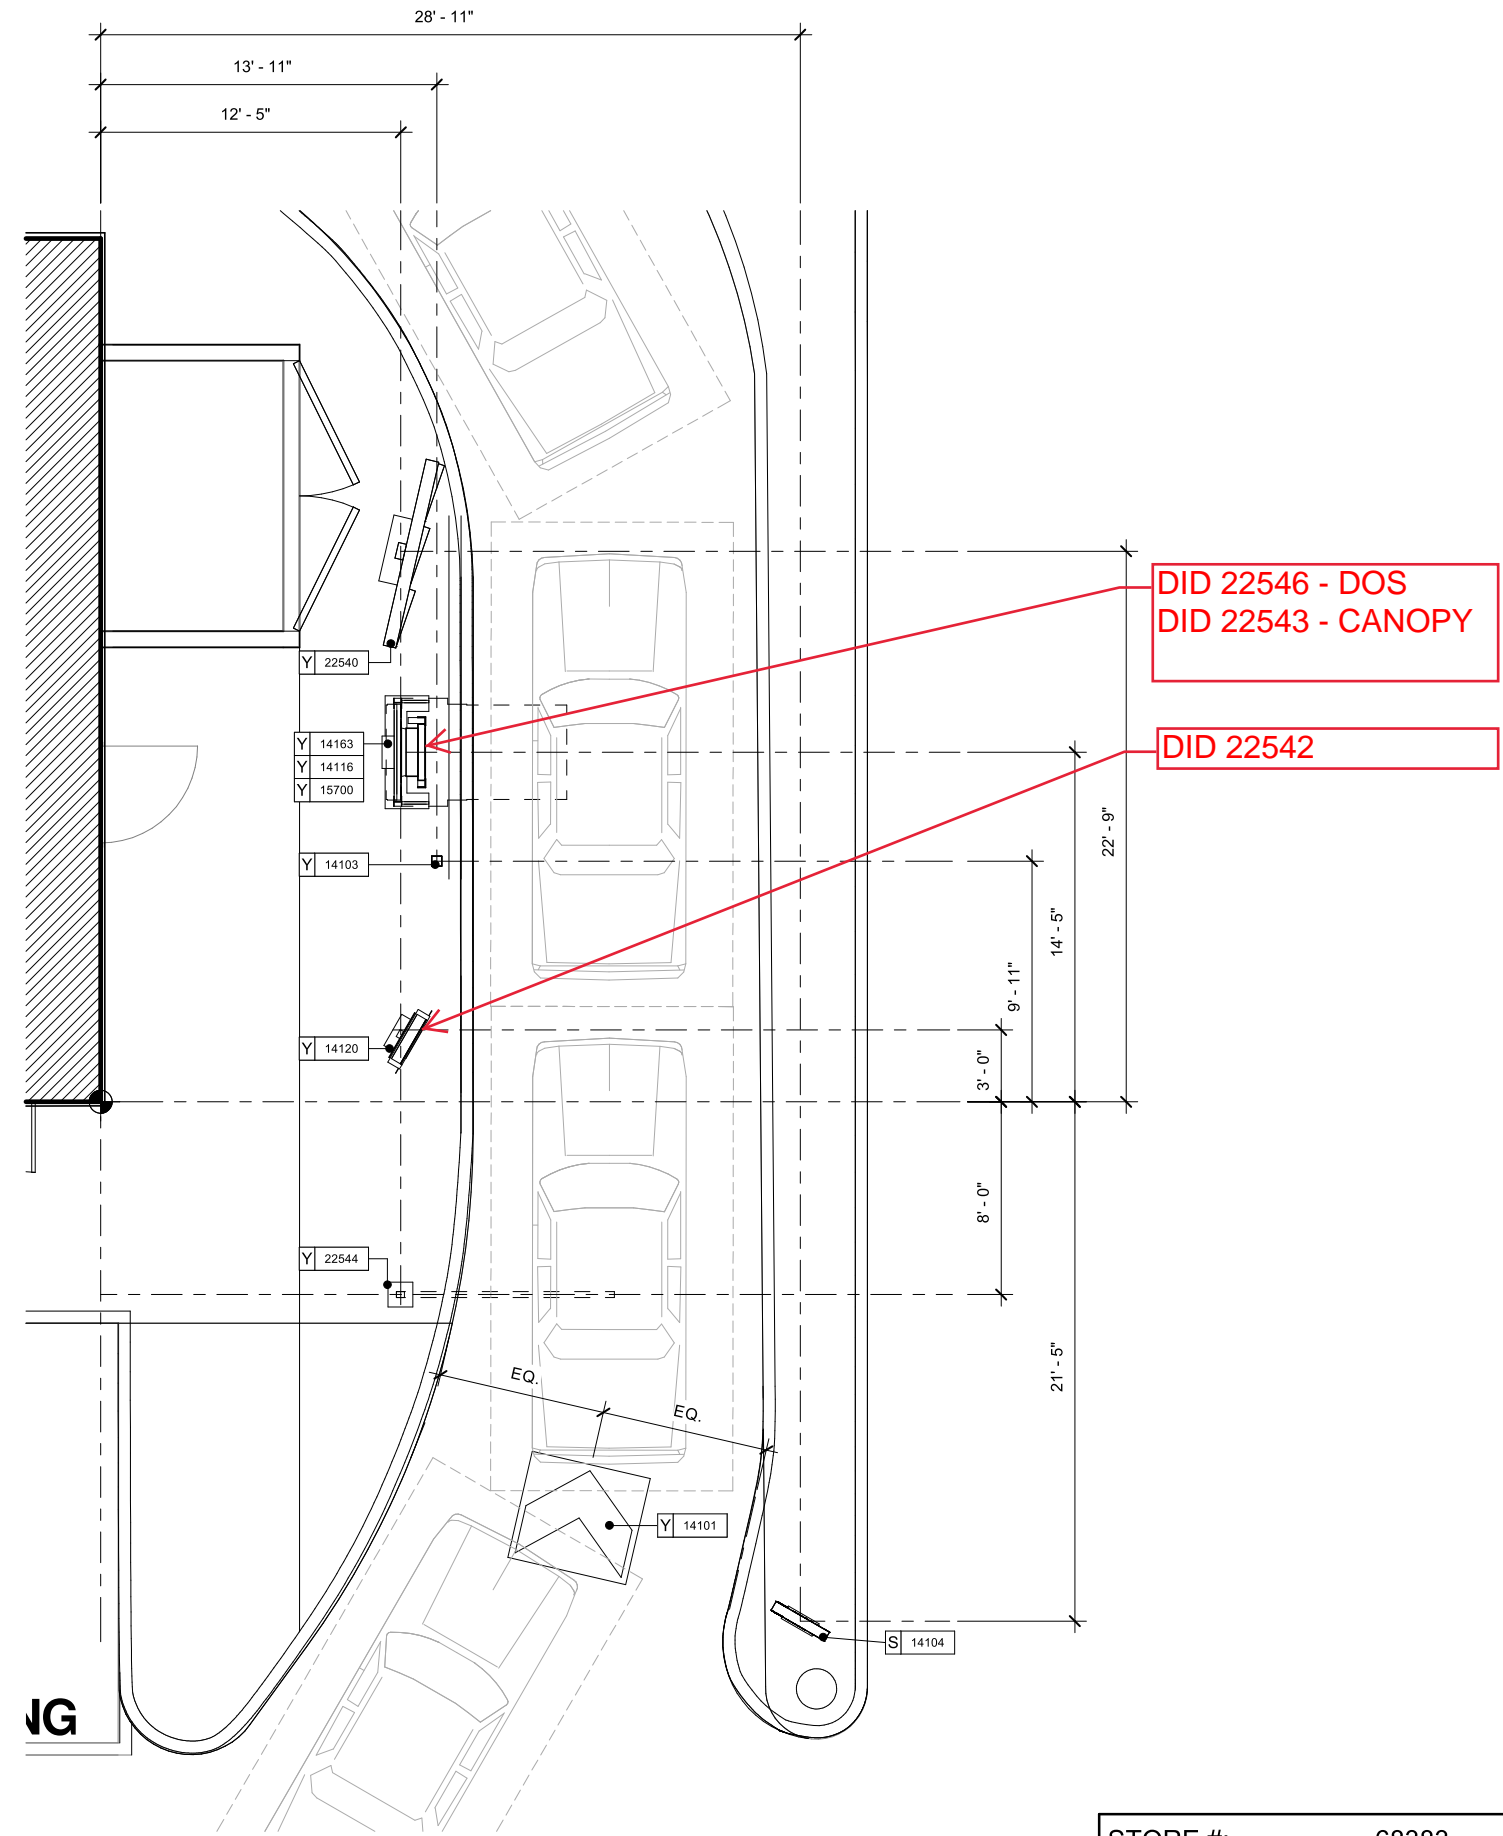 28' - 11"
13' - 11"
12' - 5"
DID 22546 - DOS
DID 22543 - CANOPY
Y 22540
Y 14163
Y 14116
Y 15700
DID 22542
22' - 9"
Y 14103
14' - 5"
9' - 11"
Y 14120
3' - 0"
8' - 0"
Y 22544
21' - 5"
EQ.
EQ.
Y 14101
S 14104
NG
STORE #: 68383